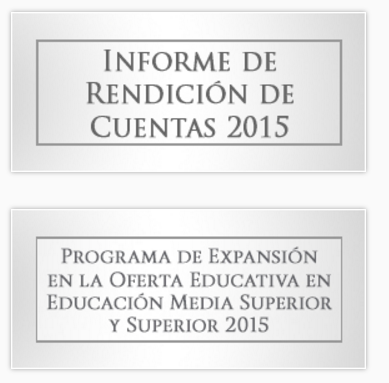 INFORME DE
RENDICIÓN DE
CUENTAS 2015
PROGRAMA DE EXPANSIÓN
EN LA OFERTA EDUCATIVA EN
EDUCACIÓN MEDIA SUPERIOR
Y SUPERIOR 2015